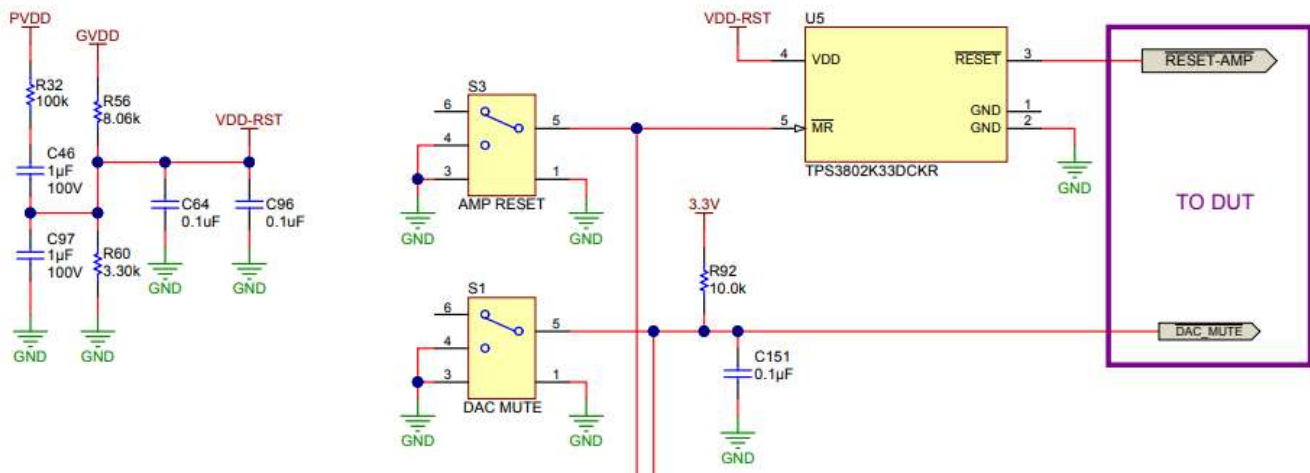 PVDD
GVDD
R32
100k
R56
8.06k
VDD-RST
C46
1µF
100V
C64
0.1uF
C96
0.1uF
C97
1µF
100V
R60
3.30k
GND
GND
GND
GND
S3
6
5
4
3
1
AMP RESET
GND
GND
VDD-RST
U5
4
VDD
RESET
3
GND
1
5
MR
GND
2
TPS3802K33DCKR
GND
3.3V
R92
10.0k
S1
6
5
4
3
1
DAC MUTE
GND
GND
C151
0.1µF
GND
RESET-AMP
TO DUT
DAC_MUTE